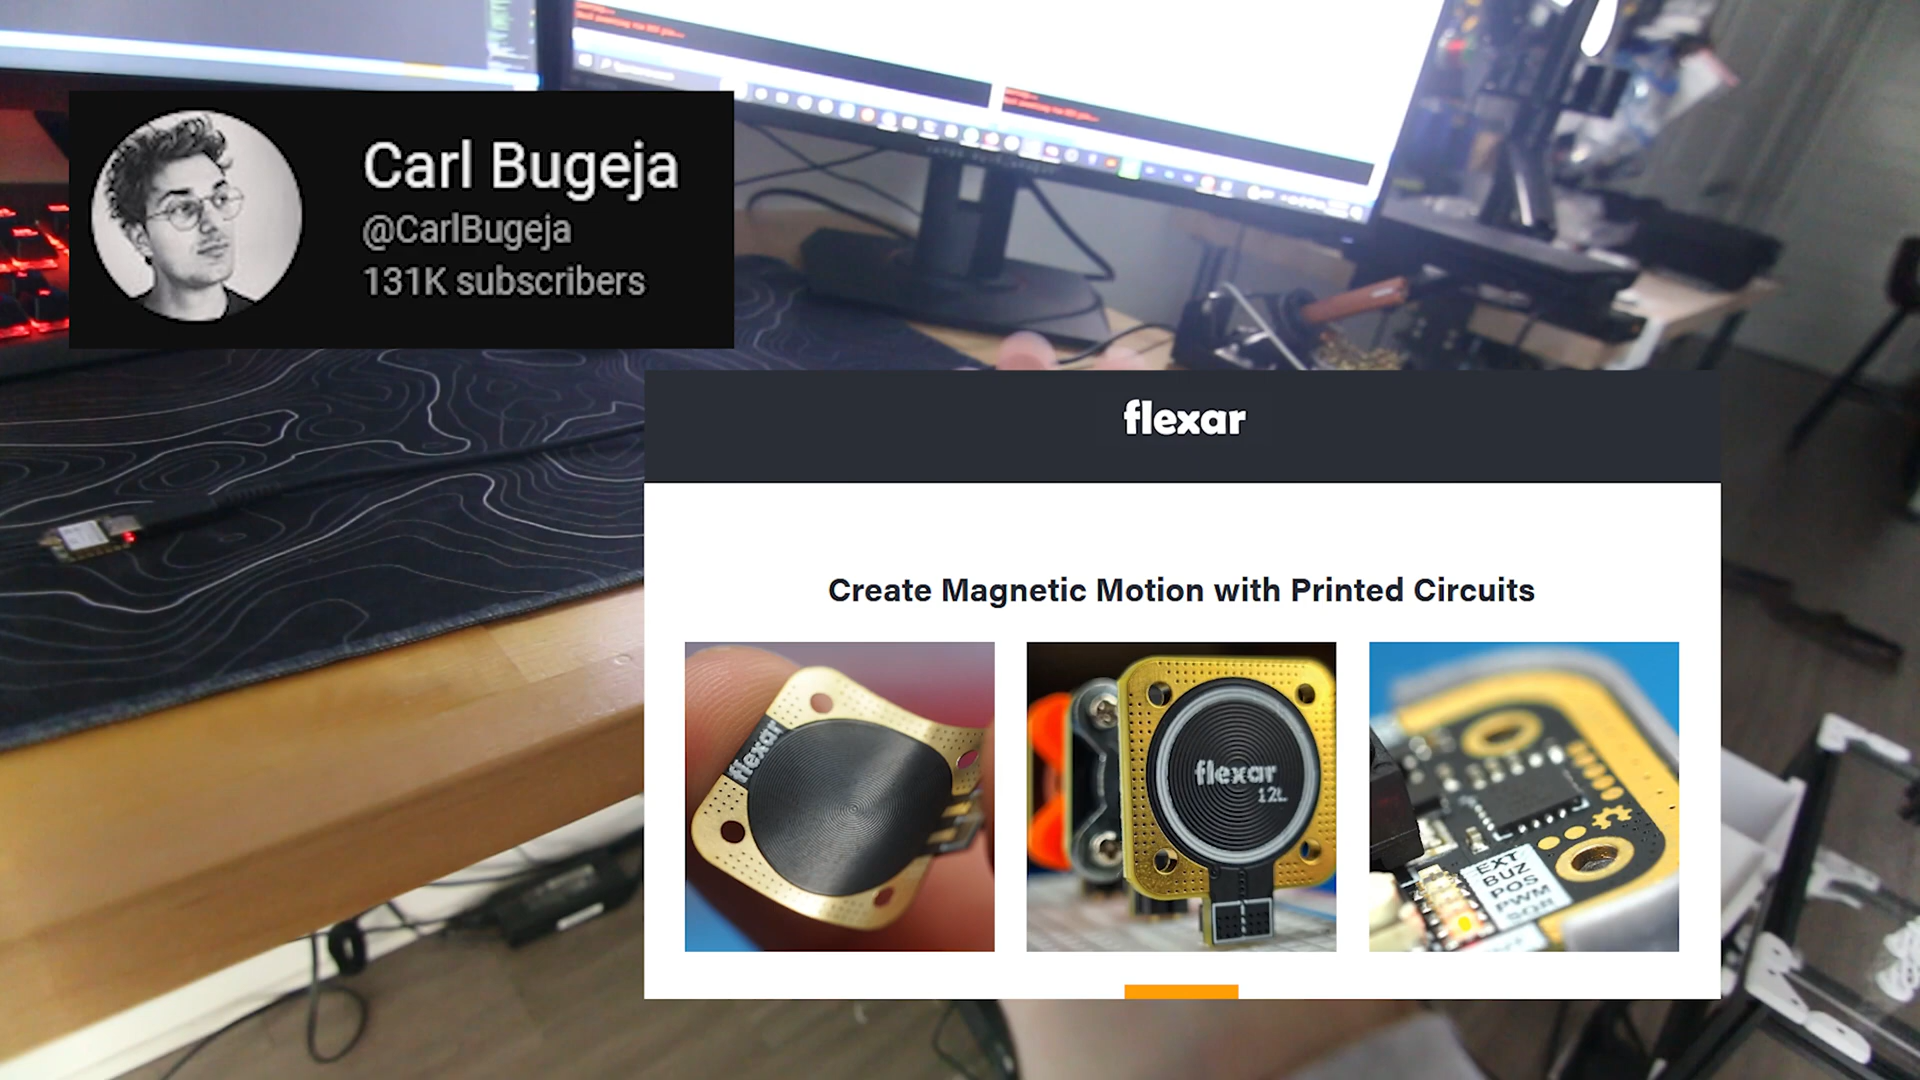 Carl Bugeja
@CarlBugeja
131K subscribers
flexar
Create Magnetic Motion with Printed Circuits
flexar
flexar
12L
EXT
BUZ
POS
PWM